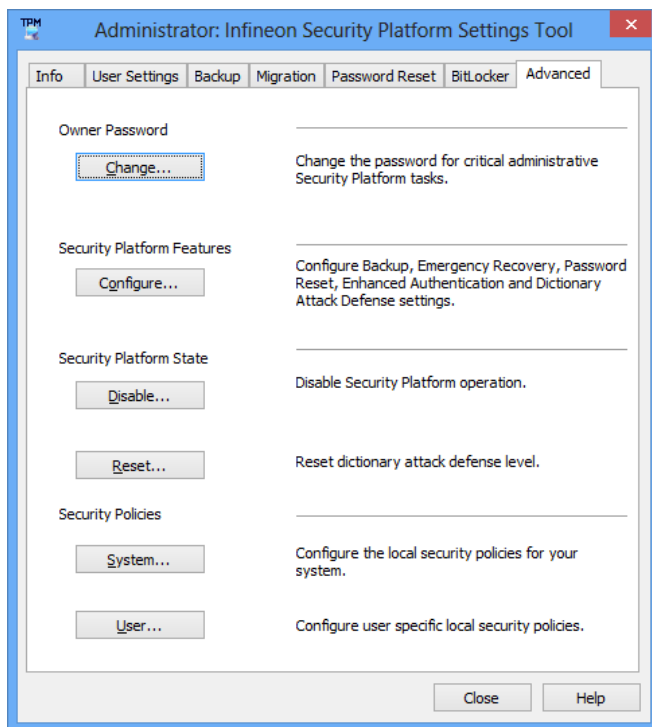 TPM
Administrator: Infineon Security Platform Settings Tool
Info User Settings Backup Migration Password Reset BitLocker Advanced
Owner Password
Change...
Change the password for critical administrative
Security Platform tasks.
Security Platform Features
Configure...
Configure Backup, Emergency Recovery, Password
Reset, Enhanced Authentication and Dictionary
Attack Defense settings.
Security Platform State
Disable...
Disable Security Platform operation.
Reset...
Reset dictionary attack defense level.
Security Policies
System...
Configure the local security policies for your
system.
User...
Configure user specific local security policies.
Close Help